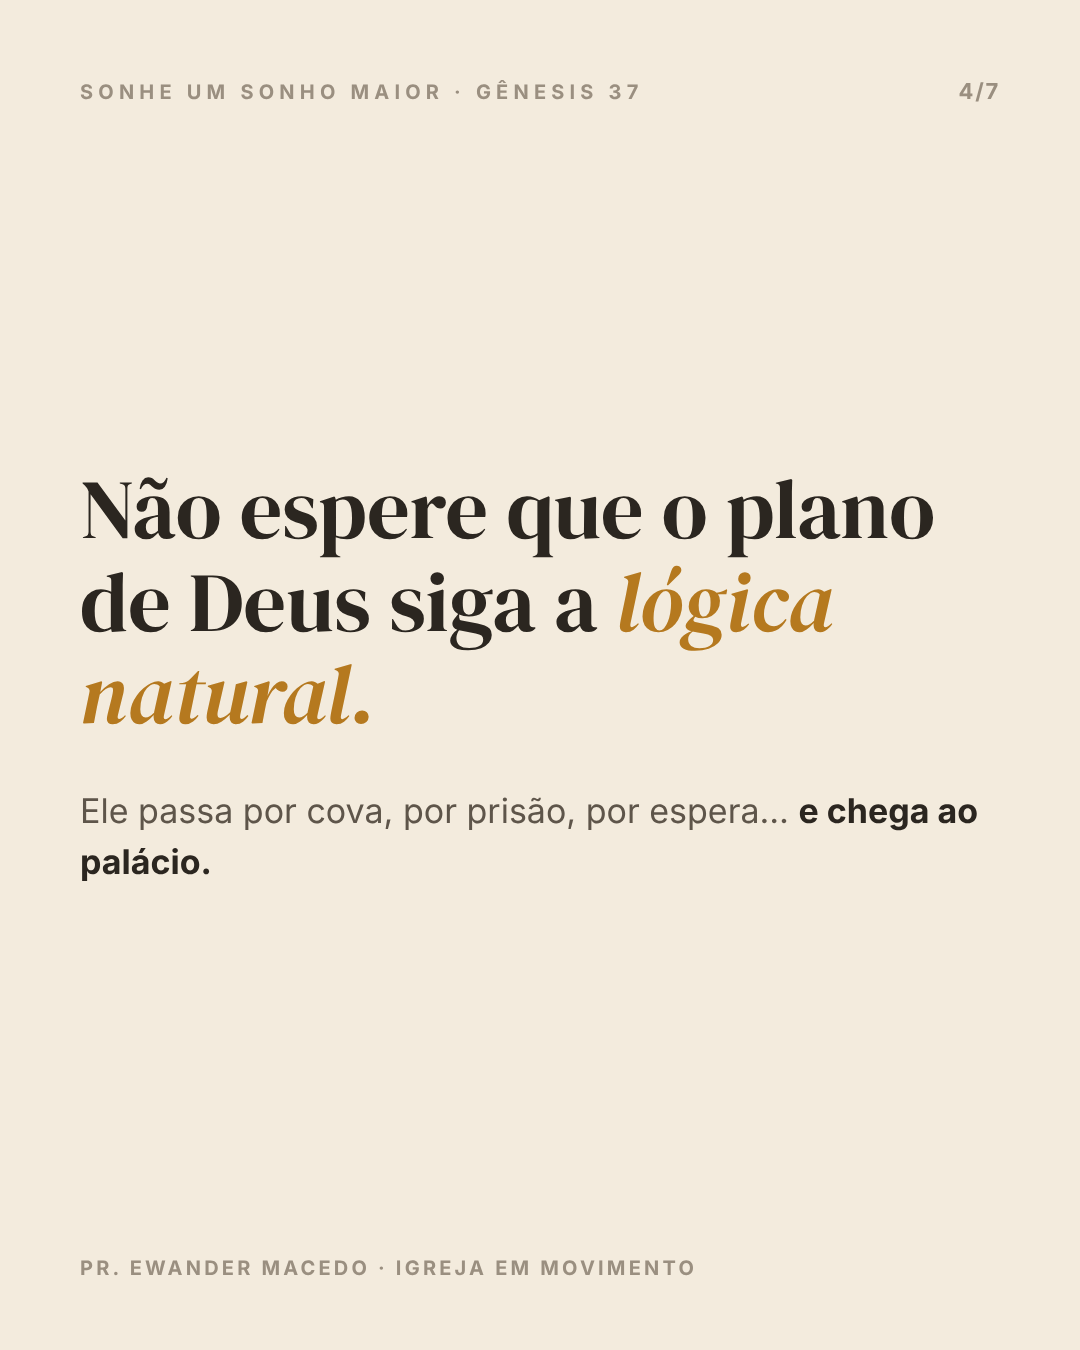 SONHE UM SONHO MAIOR · GÊNESIS 37
4/7
Não espere que o plano
de Deus siga a lógica
natural.
Ele passa por cova, por prisão, por espera... e chega ao
palácio.
PR. EWANDER MACEDO · IGREJA EM MOVIMENTO